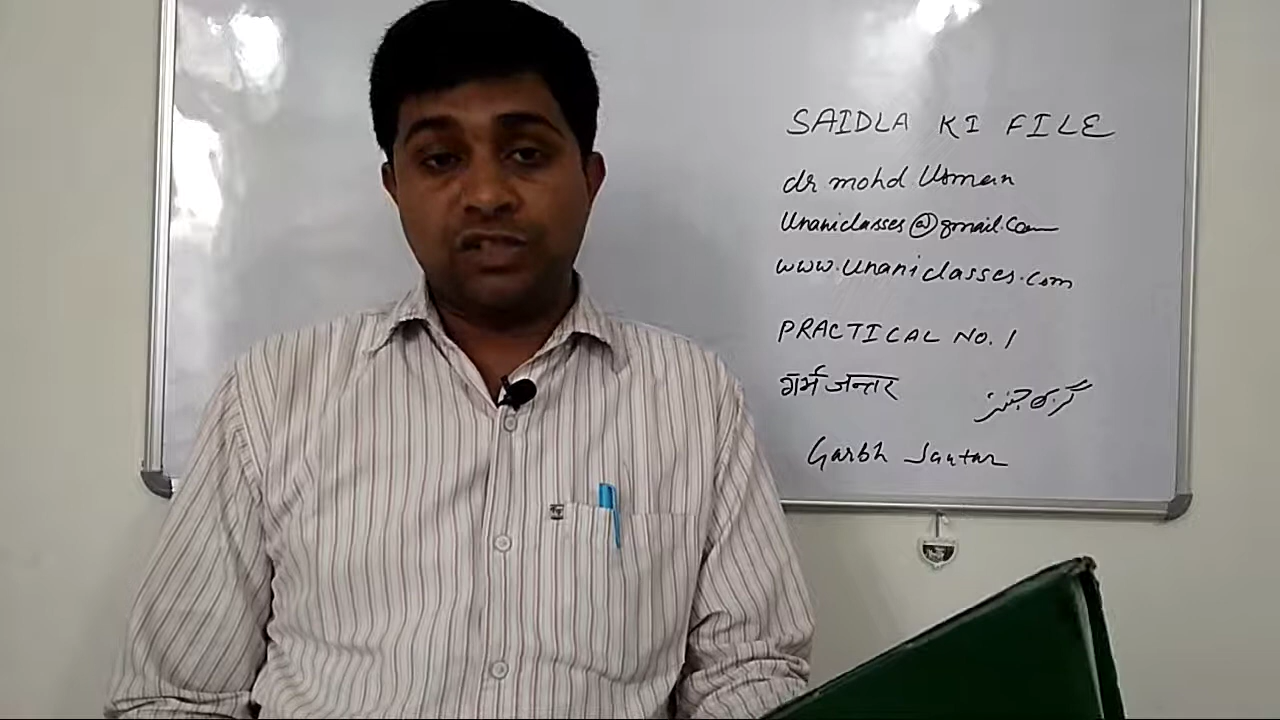 SAIDLA KI FILE
dr mohd Usman
Unaniclasses@gmail.com
www.Unaniclasses.com
PRACTICAL NO. 1
गर्भ जन्तर گربھ جنتر
Garbh Jantar